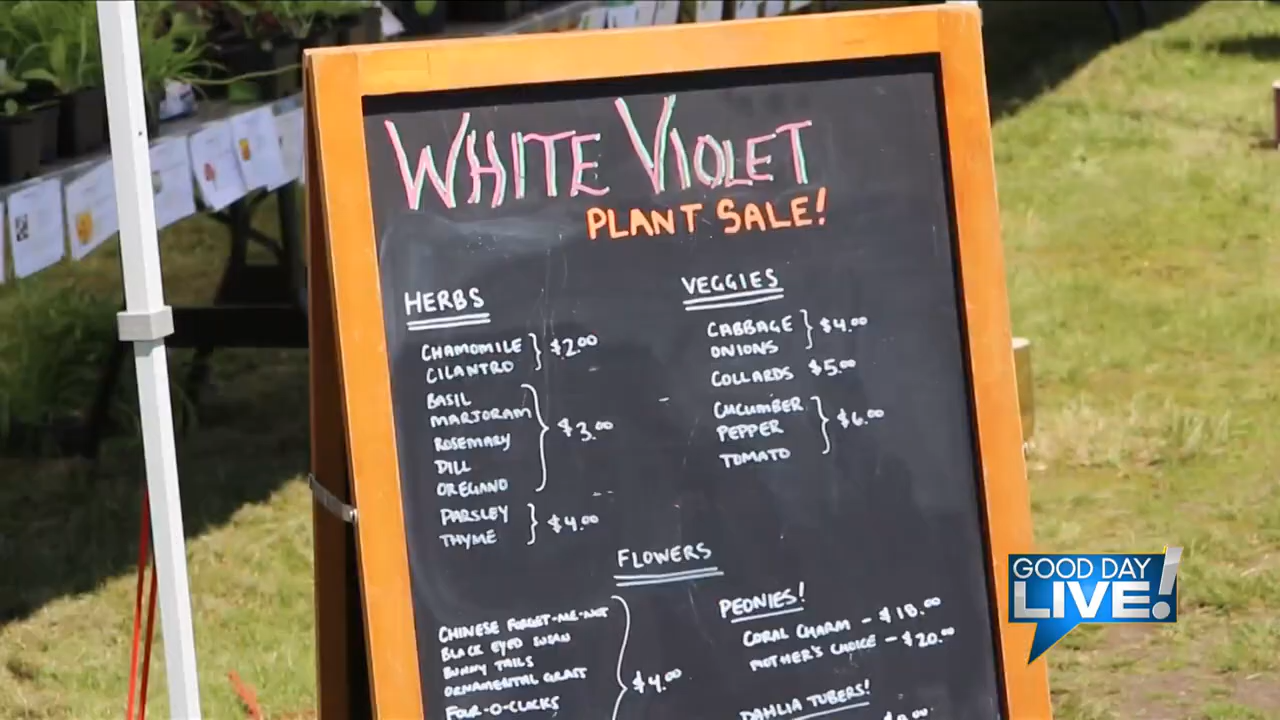 WHITE VIOLET
PLANT SALE!
HERBS
CHAMOMILE
CILANTRO
$2.00
BASIL
MARJORAM
ROSEMARY
DILL
OREGANO
$3.00
PARSLEY
THYME
$4.00
VEGGIES
CABBAGE
ONIONS
$4.00
COLLARDS $5.00
CUCUMBER
PEPPER
TOMATO
$6.00
FLOWERS
CHINESE FORGET-ME-NOT
BLACK EYED SUSAN
BUNNY TAILS
ORNAMENTAL GRASS
FOUR-O-CLOCKS
$4.00
PEONIES!
CORAL CHARM - $18.00
MOTHER'S CHOICE - $20.00
DAHLIA TUBERS!
GOOD DAY
LIVE!